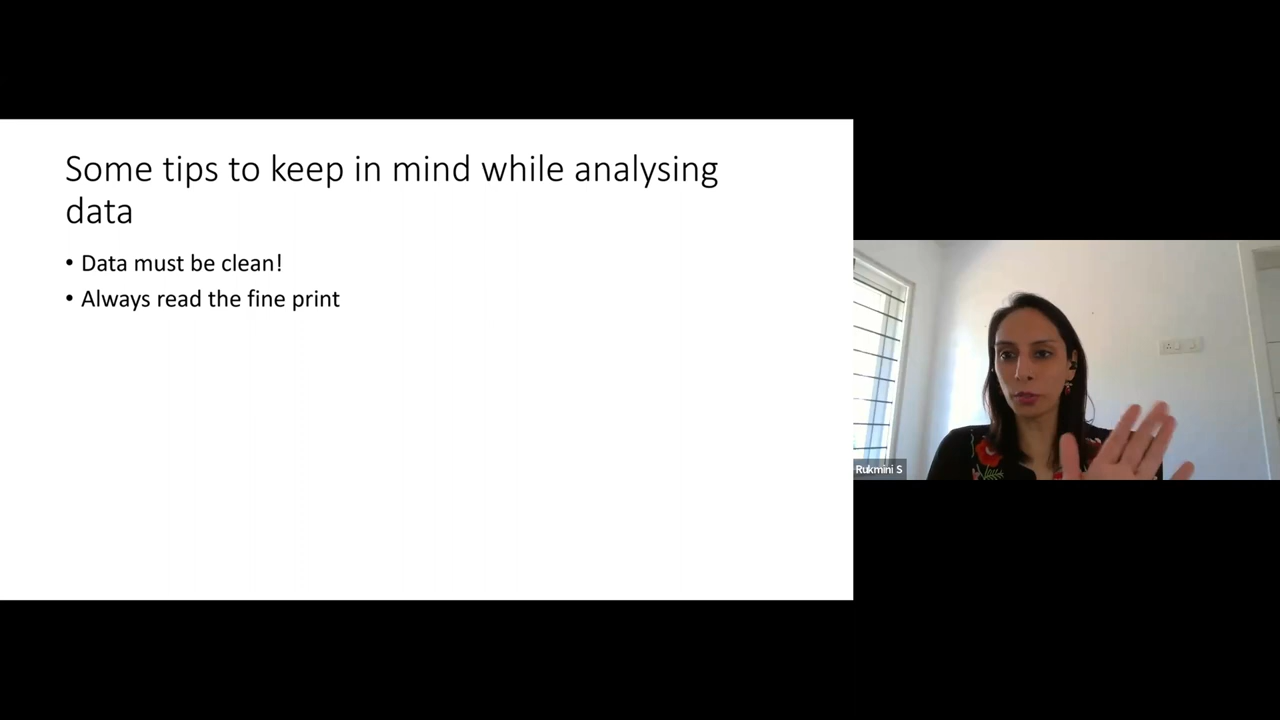 Some tips to keep in mind while analysing
data
• Data must be clean!
• Always read the fine print
Rukmini S